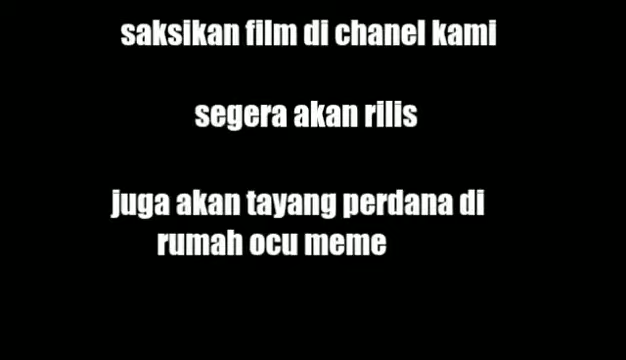 saksikan film di chanel kami
segera akan rilis
juga akan tayang perdana di
rumah ocu meme